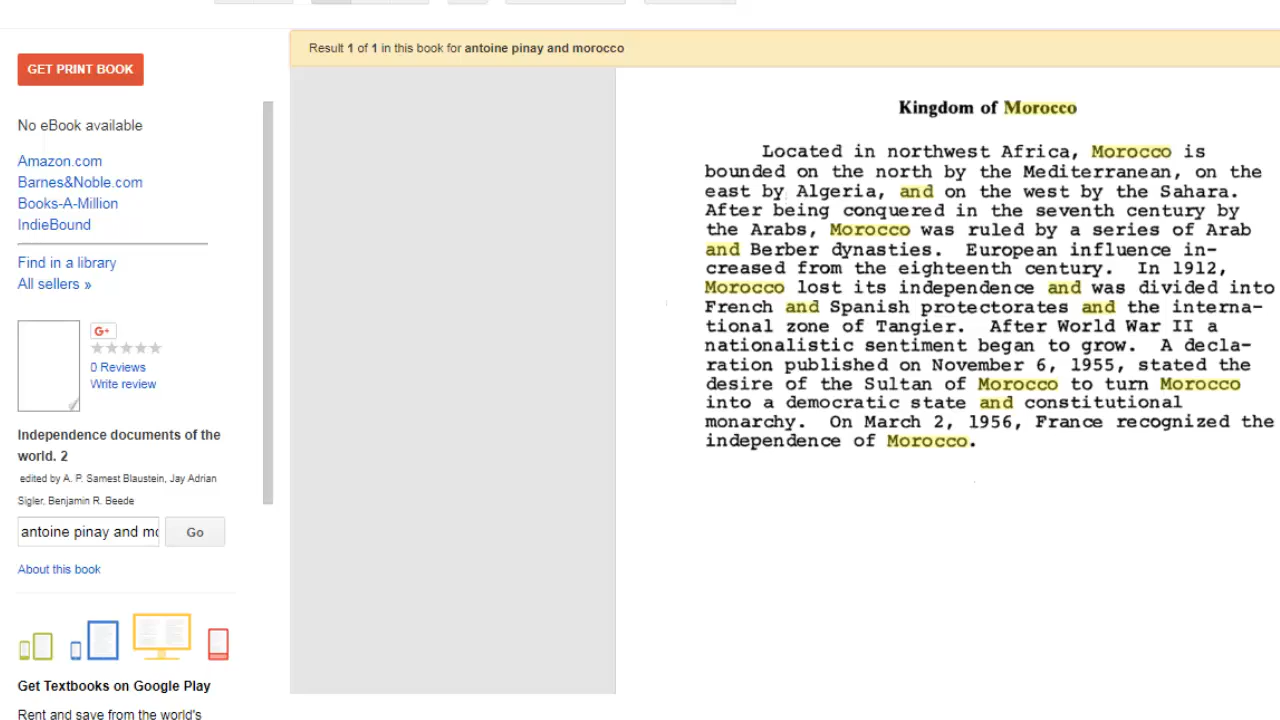 Result 1 of 1 in this book for antoine pinay and morocco
GET PRINT BOOK
No eBook available
Amazon.com
Barnes&Noble.com
Books-A-Million
IndieBound
Find in a library
All sellers »
G+
0 Reviews
Write review
Independence documents of the
world. 2
edited by A. P. Samest Blaustein, Jay Adrian
Sigler, Benjamin R. Beede
antoine pinay and mo
Go
About this book
Get Textbooks on Google Play
Rent and save from the world's
Kingdom of Morocco
Located in northwest Africa, Morocco is
bounded on the north by the Mediterranean, on the
east by Algeria, and on the west by the Sahara.
After being conquered in the seventh century by
the Arabs, Morocco was ruled by a series of Arab
and Berber dynasties. European influence in-
creased from the eighteenth century. In 1912,
Morocco lost its independence and was divided into
French and Spanish protectorates and the interna-
tional zone of Tangier. After World War II a
nationalistic sentiment began to grow. A decla-
ration published on November 6, 1955, stated the
desire of the Sultan of Morocco to turn Morocco
into a democratic state and constitutional
monarchy. On March 2, 1956, France recognized the
independence of Morocco.